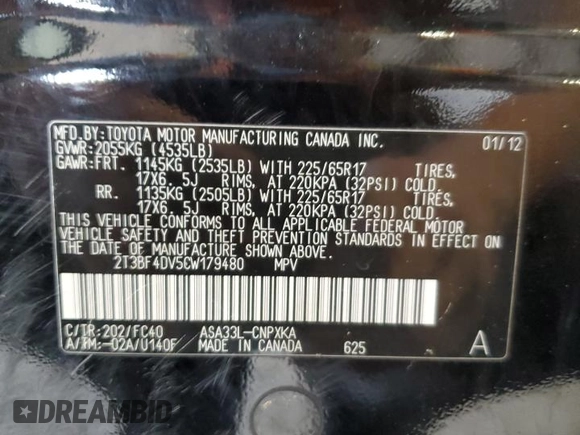 MFD.BY:TOYOTA MOTOR MANUFACTURING CANADA INC. 01/12
GVWR: 2055KG (4535LB)
GAWR:FRT. 1145KG (2535LB) WITH 225/65R17 TIRES,
17X6.5J RIMS, AT 220KPA (32PSI) COLD.
RR. 1135KG (2505LB) WITH 225/65R17 TIRES,
17X6.5J RIMS, AT 220KPA (32PSI) COLD.
THIS VEHICLE CONFORMS TO ALL APPLICABLE FEDERAL MOTOR
VEHICLE SAFETY AND THEFT PREVENTION STANDARDS IN EFFECT ON
THE DATE OF MANUFACTURE SHOWN ABOVE.
2T3BF4DV5CW179480 MPV
C/TR:202/FC40 ASA33L-CNPXKA A
A/TM:-02A/U140F MADE IN CANADA 625
DREAMBID